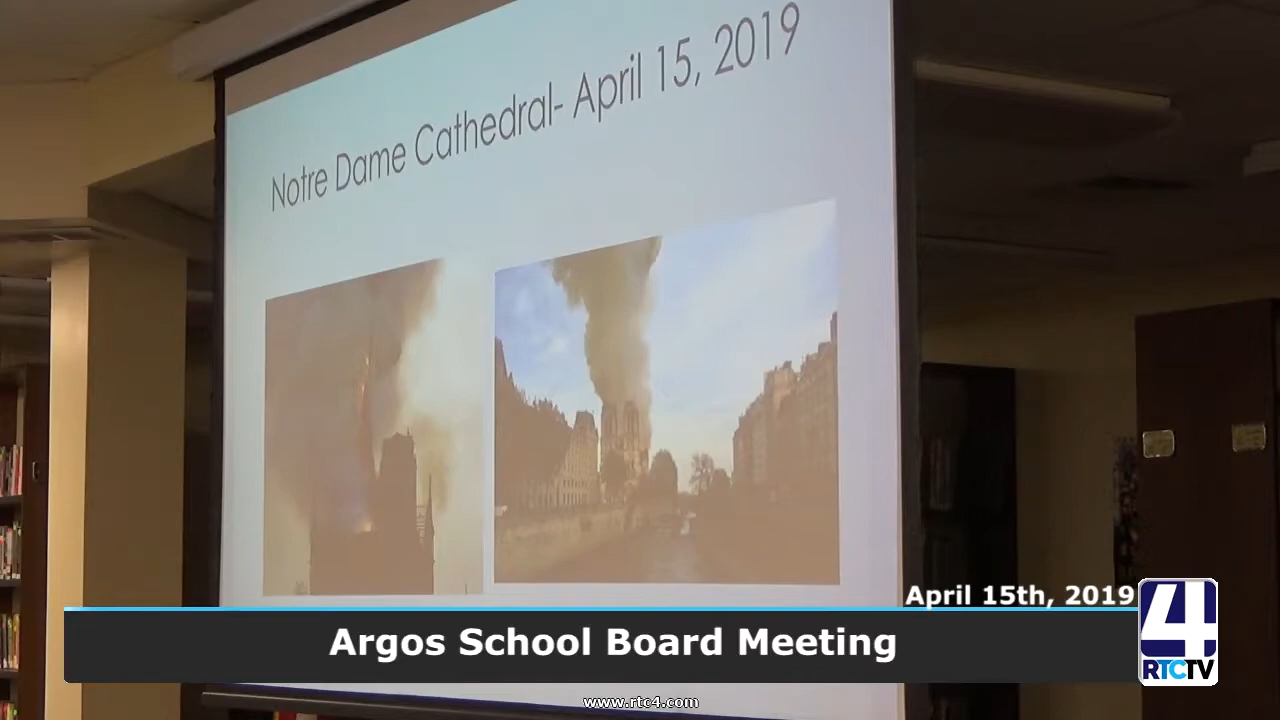 Notre Dame Cathedral- April 15, 2019
April 15th, 2019
Argos School Board Meeting
4
RTCTV
www.rtc4.com